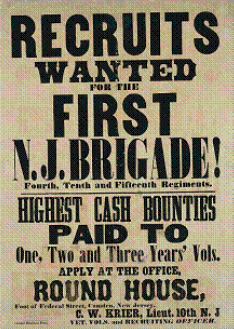 RECRUITS
WANTED
FOR THE
FIRST
N.J. BRIGADE!
Fourth, Tenth and Fifteenth Regiments.
HIGHEST CASH BOUNTIES
PAID TO
One, Two and Three Years' Vols.
APPLY AT THE OFFICE,
ROUND HOUSE,
Foot of Federal Street, Camden, New Jersey.
C. W. KRIER, Lieut. 10th N. J
VET. VOLS. and RECRUITING OFFICER.